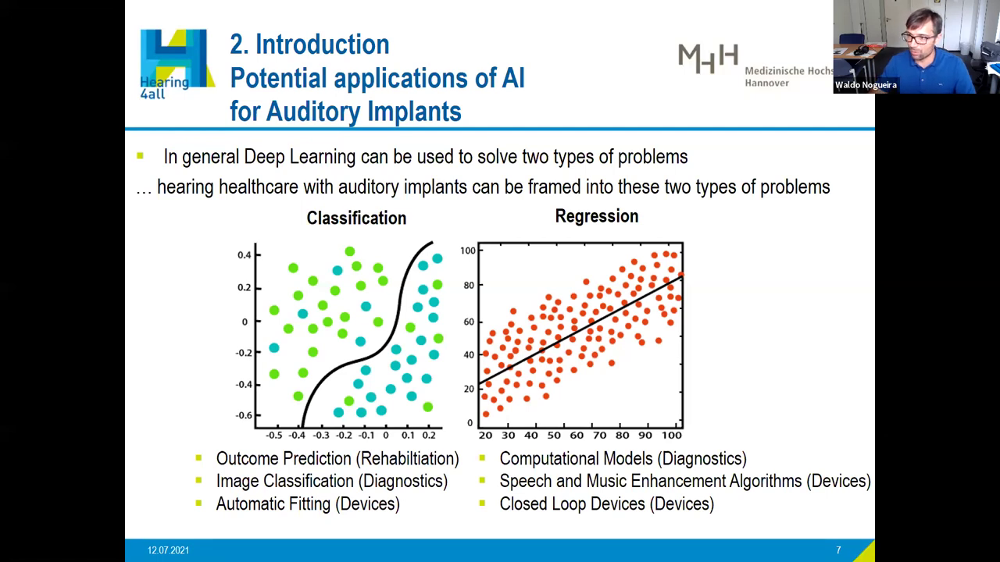 Hearing
4all
2. Introduction
Potential applications of AI
for Auditory Implants
MHH
Medizinische Hochs
Hannover
Waldo Nogueira
In general Deep Learning can be used to solve two types of problems
… hearing healthcare with auditory implants can be framed into these two types of problems
Classification
0.4
0.2
0
-0.2
-0.4
-0.6
-0.5 -0.4 -0.3 -0.2 -0.1 0 0.1 0.2
Regression
100
80
60
40
20
0
20 30 40 50 60 70 80 90 100
Outcome Prediction (Rehabiltiation)
Image Classification (Diagnostics)
Automatic Fitting (Devices)
Computational Models (Diagnostics)
Speech and Music Enhancement Algorithms (Devices)
Closed Loop Devices (Devices)
12.07.2021
7